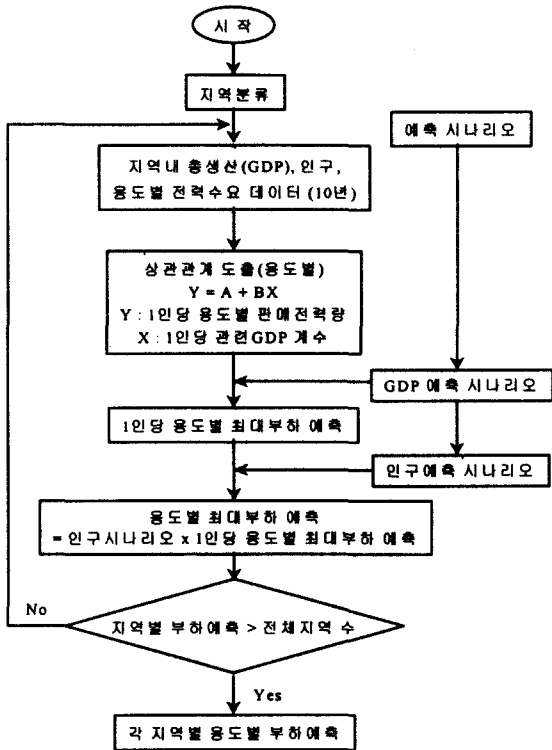 시 작
지역분류
예측 시나리오
지역내 총생산(GDP), 인구,
용도별 전력수요 데이터 (10년)
상관관계 도출(용도별)
Y = A + BX
Y : 1인당 용도별 판매전력량
X : 1인당 관련GDP 계수
GDP 예측 시나리오
1인당 용도별 최대부하 예측
인구예측 시나리오
용도별 최대부하 예측
= 인구시나리오 x 1인당 용도별 최대부하 예측
No
지역별 부하예측 > 전체지역 수
Yes
각 지역별 용도별 부하예측